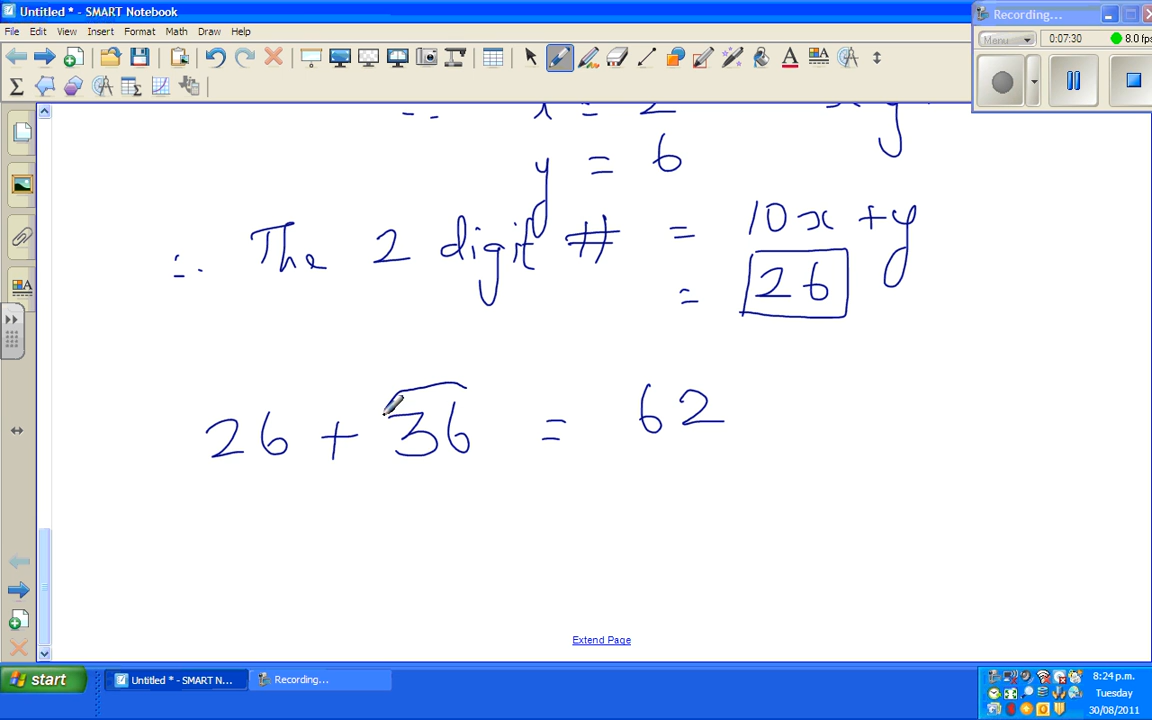 Untitled * - SMART Notebook
Recording...
File Edit View Insert Format Math Draw Help
Menu
0:07:30
8.0 fps
∴ x = 2
y = 6
∴ The 2 digit # = 10x + y
= 26
26 + 36 = 62
Extend Page
start
Untitled * - SMART N...
Recording...
8:24 p.m.
Tuesday
30/08/2011